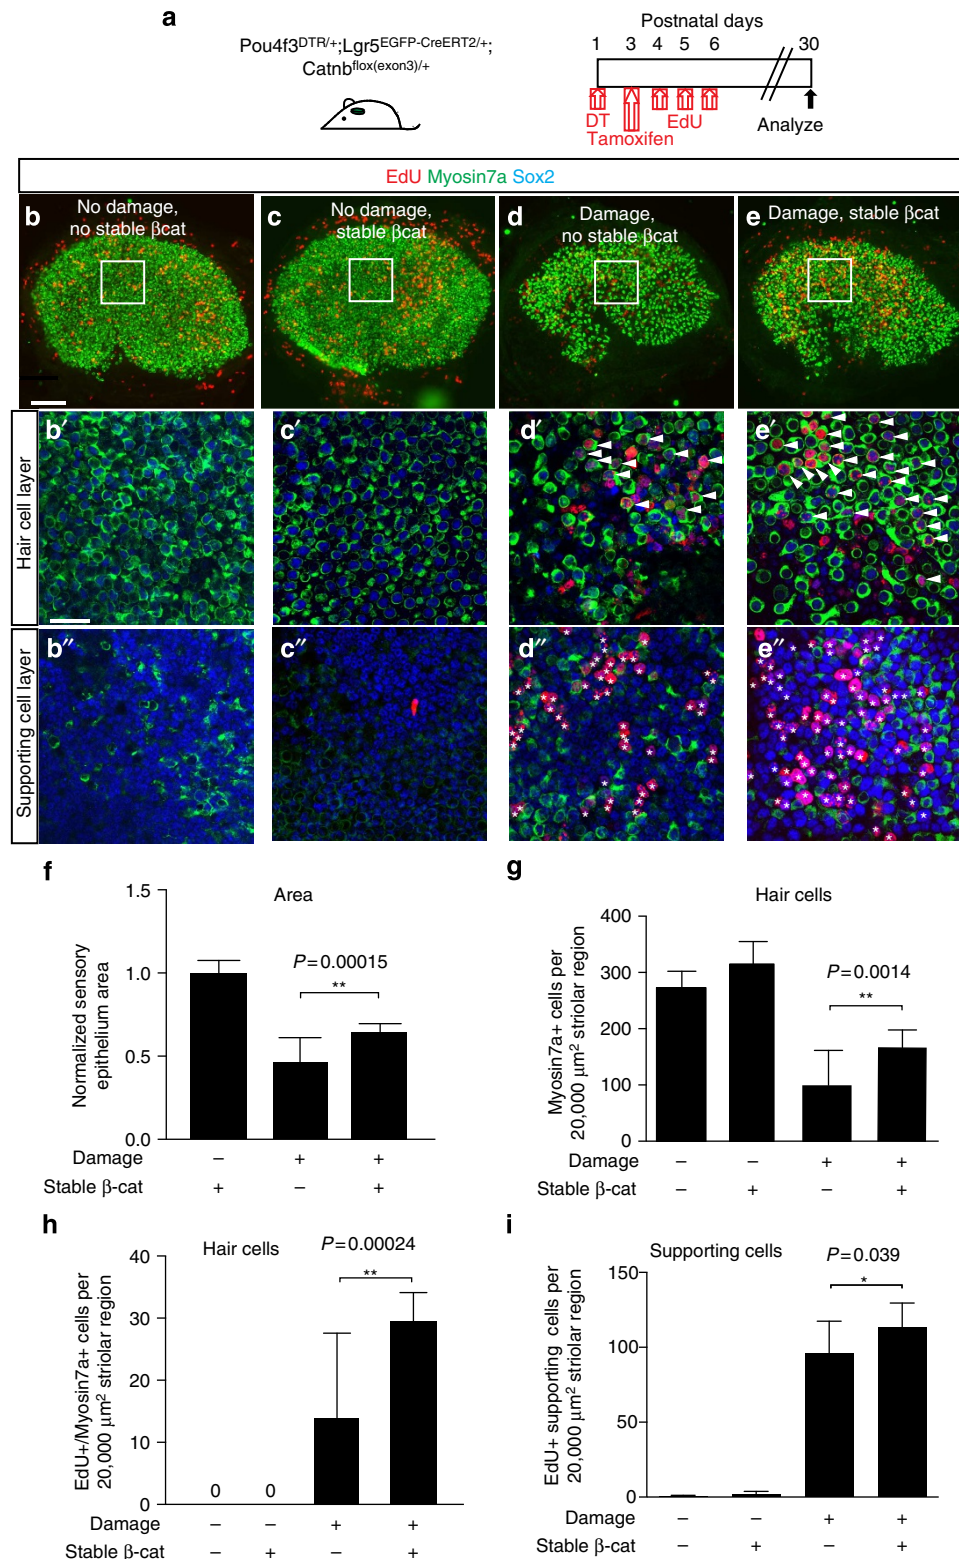 a
Pou4f3DTR/+;Lgr5EGFP-CreERT2/+;
Catnbflox(exon3)/+
Postnatal days
1 3 4 5 6 30
DT
EdU
Tamoxifen
Analyze
EdU Myosin7a Sox2
b
No damage,
no stable βcat
c
No damage,
stable βcat
d
Damage,
no stable βcat
e
Damage, stable βcat
Hair cell layer
b′
c′
d′
e′
Supporting cell layer
b″
c″
d″
e″
f
Area
Normalized sensory
epithelium area
1.5
1.0
0.5
0.0
P=0.00015
**
Damage − + +
Stable β-cat + − +
g
Hair cells
Myosin7a+ cells per
20,000 µm² striolar region
400
300
200
100
0
P=0.0014
**
Damage − − + +
Stable β-cat − + − +
h
Hair cells
EdU+/Myosin7a+ cells per
20,000 µm² striolar region
40
30
20
10
0
P=0.00024
**
0 0
Damage − − + +
Stable β-cat − + − +
i
Supporting cells
EdU+ supporting cells per
20,000 µm² striolar region
150
100
50
0
P=0.039
*
Damage − − + +
Stable β-cat − + − +